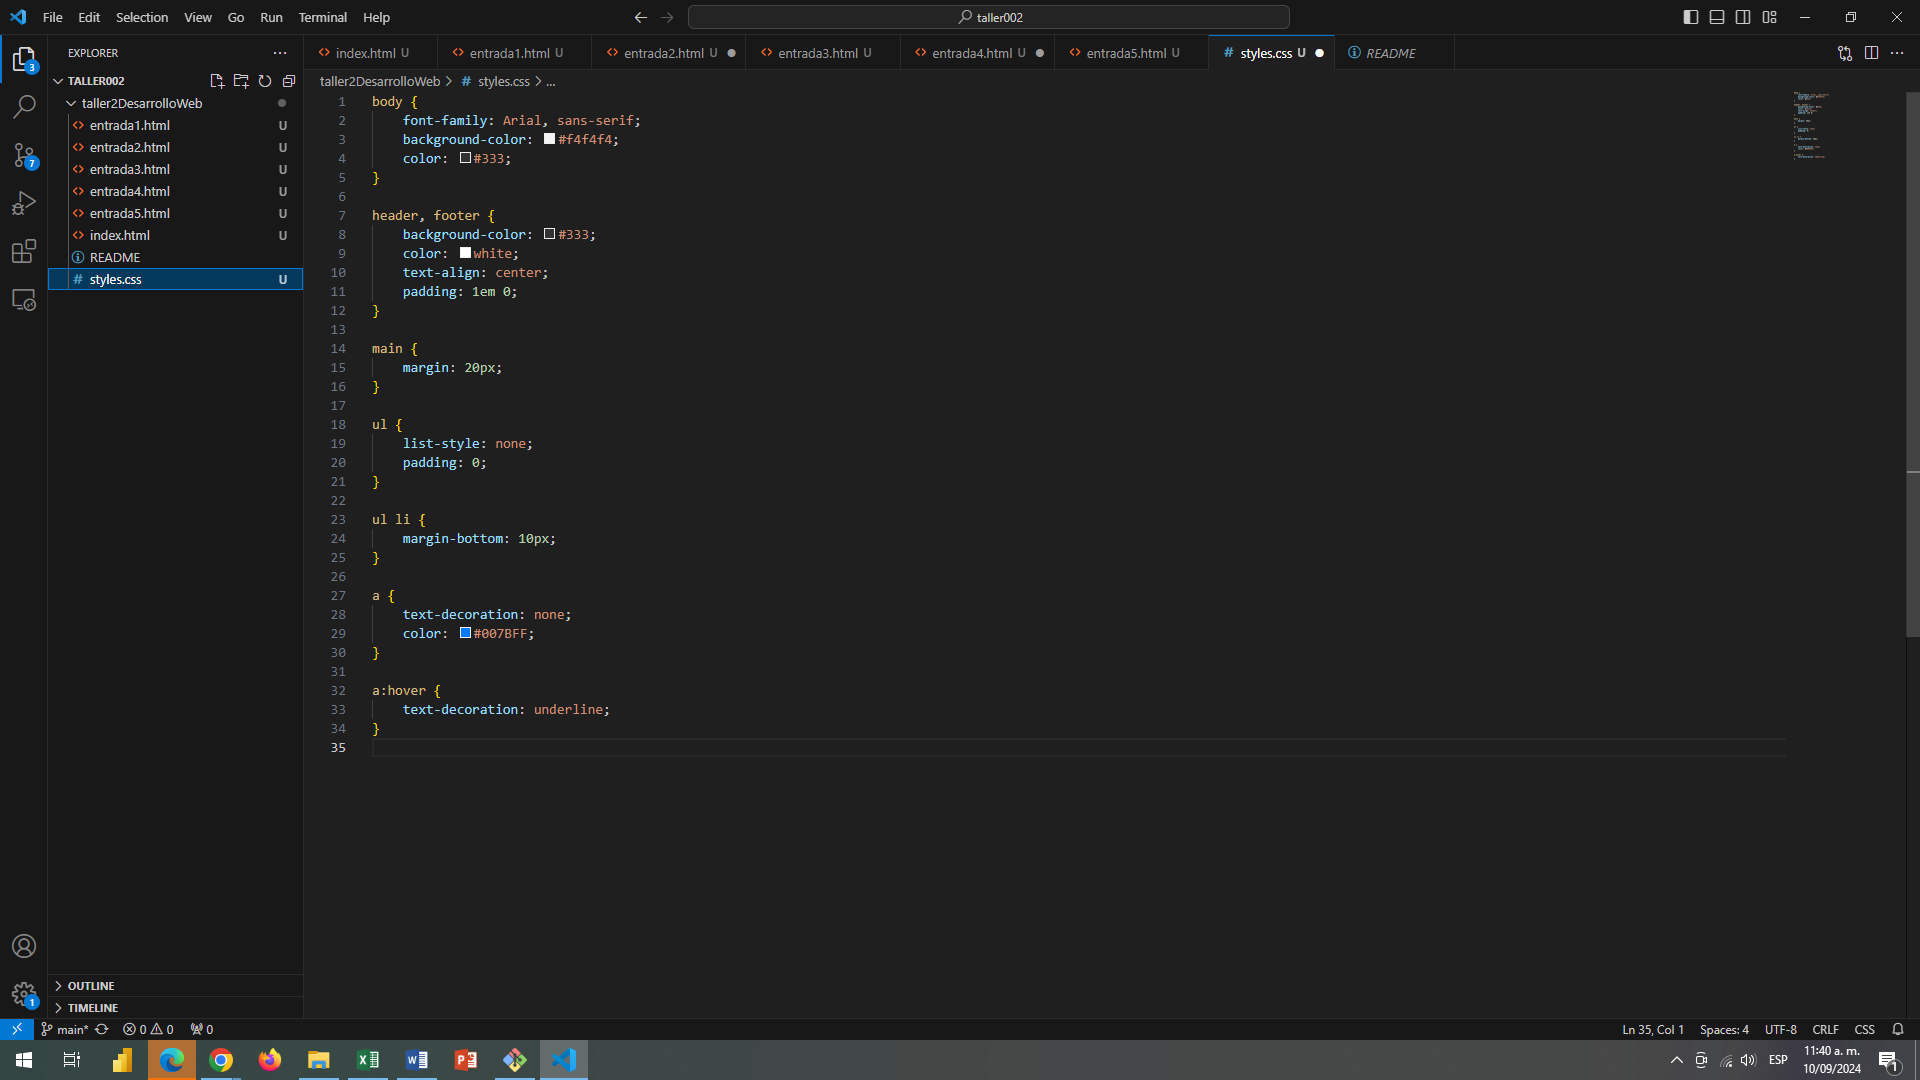 File Edit Selection View Go Run Terminal Help
taller002
EXPLORER
TALLER002
taller2DesarrolloWeb
entrada1.html U
entrada2.html U
entrada3.html U
entrada4.html U
entrada5.html U
index.html U
README
styles.css U
OUTLINE
TIMELINE
3
7
1
index.html U entrada1.html U entrada2.html U entrada3.html U entrada4.html U entrada5.html U # styles.css U README
taller2DesarrolloWeb > # styles.css > ...
1 body {
2 font-family: Arial, sans-serif;
3 background-color: #f4f4f4;
4 color: #333;
5 }
6
7 header, footer {
8 background-color: #333;
9 color: white;
10 text-align: center;
11 padding: 1em 0;
12 }
13
14 main {
15 margin: 20px;
16 }
17
18 ul {
19 list-style: none;
20 padding: 0;
21 }
22
23 ul li {
24 margin-bottom: 10px;
25 }
26
27 a {
28 text-decoration: none;
29 color: #007BFF;
30 }
31
32 a:hover {
33 text-decoration: underline;
34 }
35
main* 0 0 0 Ln 35, Col 1 Spaces: 4 UTF-8 CRLF CSS
ESP 11:40 a. m.
10/09/2024 1